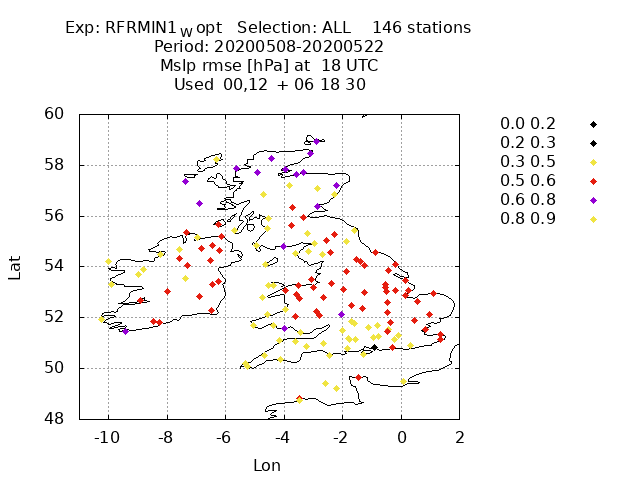 Exp: RFRMIN1_W opt Selection: ALL 146 stations
Period: 20200508-20200522
Mslp rmse [hPa] at 18 UTC
Used 00,12 + 06 18 30
60
58
56
54
52
50
48
-10 -8 -6 -4 -2 0 2
Lat
Lon
0.0 0.2
0.2 0.3
0.3 0.5
0.5 0.6
0.6 0.8
0.8 0.9